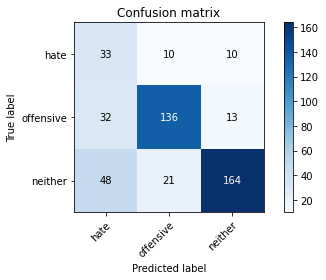 Confusion matrix
True label
hate 33 10 10
offensive 32 136 13
neither 48 21 164
hate offensive neither
Predicted label
160
140
120
100
80
60
40
20